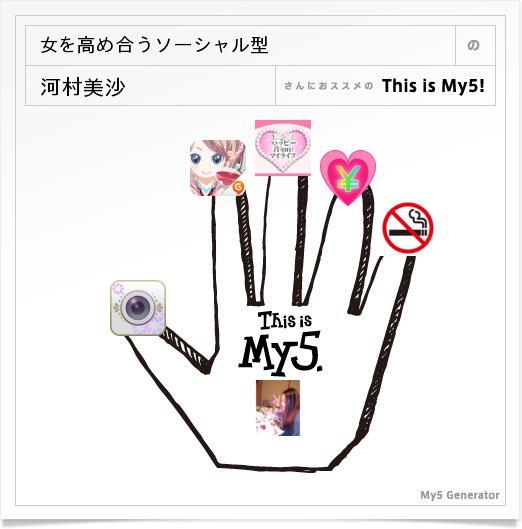 女を高め合うソーシャル型
の
河村美沙
さんにおススメの
This is My5!
ハッピー
マイライフ
¥
G
This is
My5.
My5 Generator